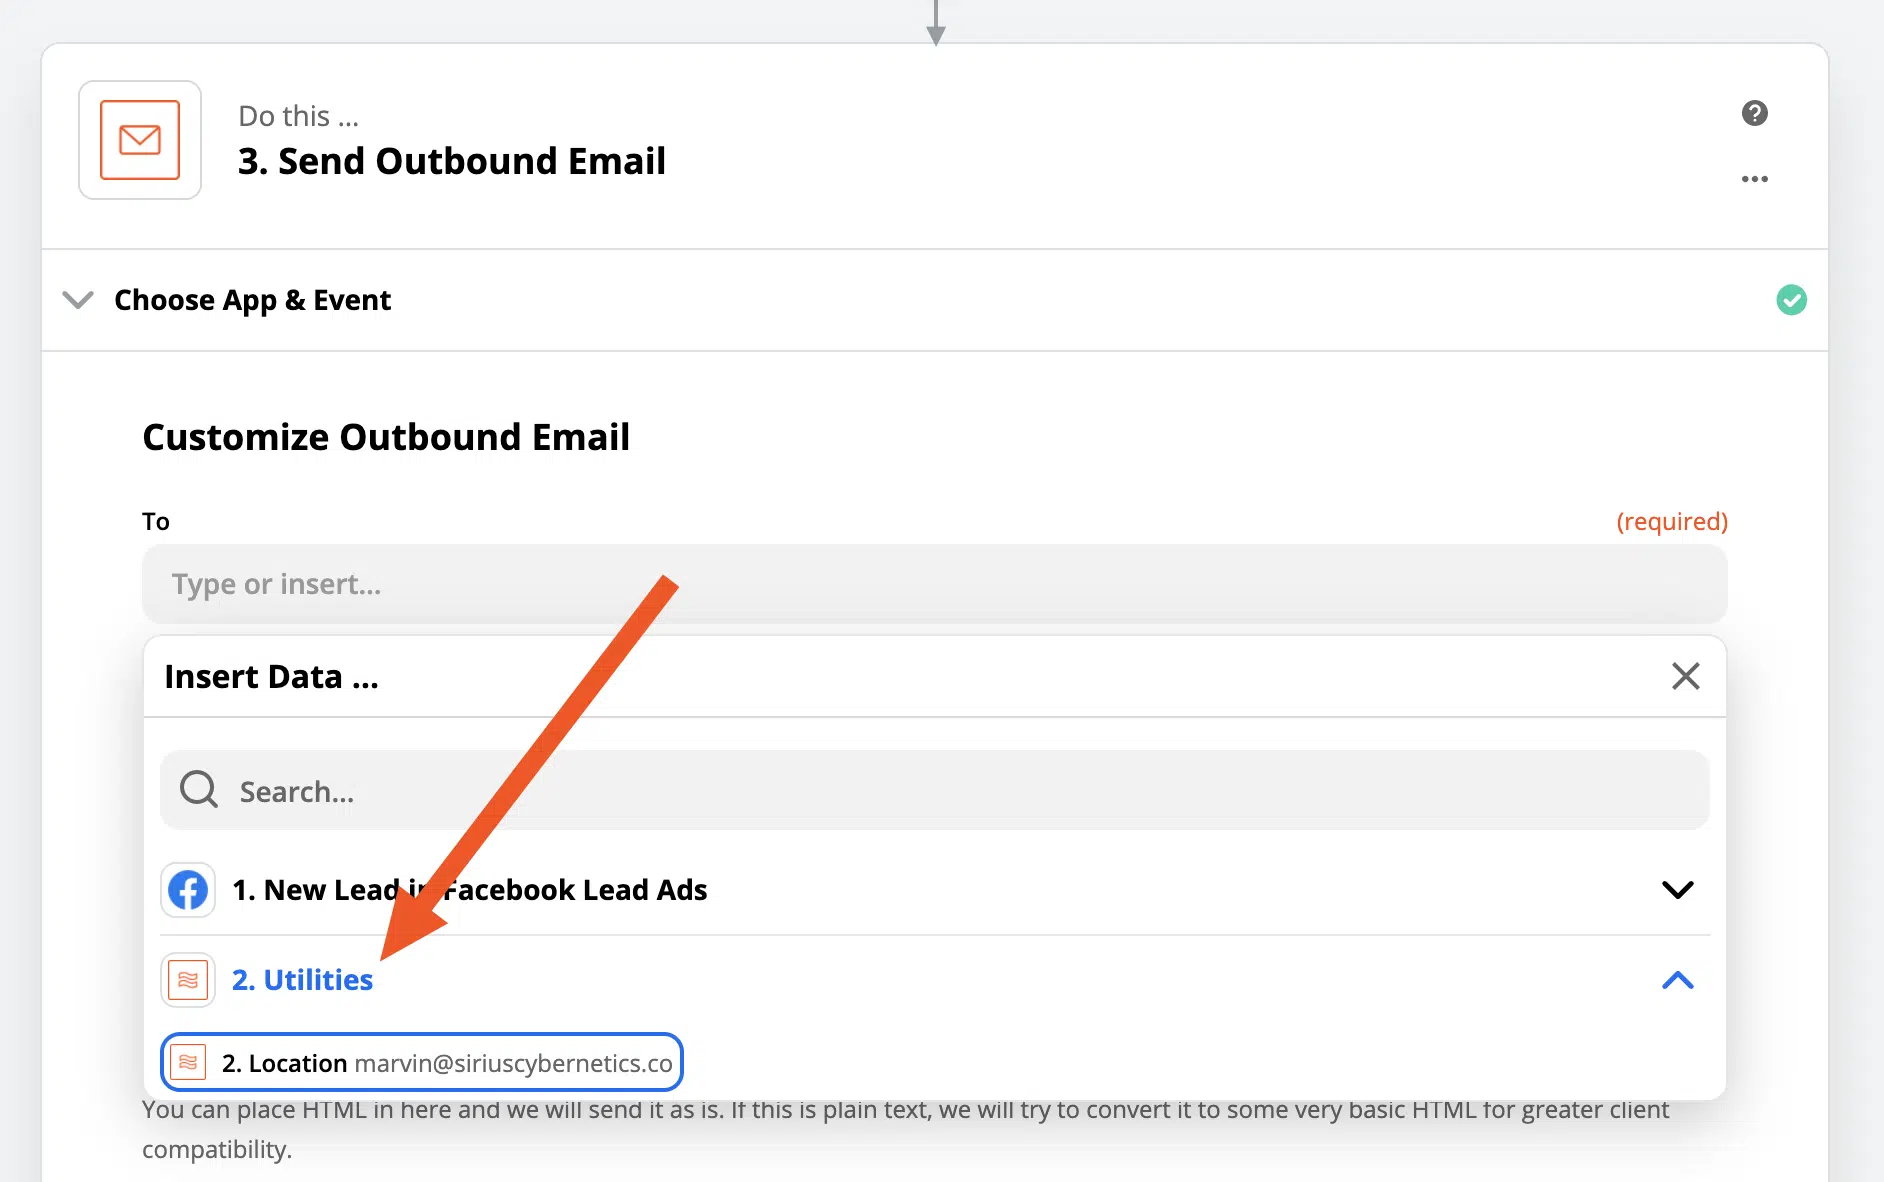 Do this ...
3. Send Outbound Email
Choose App & Event
Customize Outbound Email
To
(required)
Type or insert...
Insert Data ...
Search...
1. New Lead in Facebook Lead Ads
2. Utilities
2. Location marvin@siriuscybernetics.co
You can place HTML in here and we will send it as is. If this is plain text, we will try to convert it to some very basic HTML for greater client
compatibility.